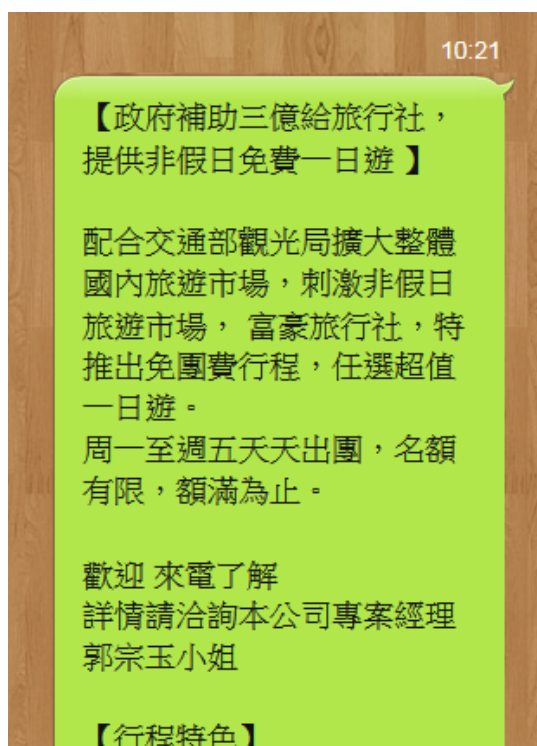 10:21
【政府補助三億給旅行社，
提供非假日免費一日遊 】
配合交通部觀光局擴大整體
國內旅遊市場，刺激非假日
旅遊市場， 富豪旅行社，特
推出免團費行程，任選超值
一日遊。
周一至週五天天出團，名額
有限，額滿為止。
歡迎 來電了解
詳情請洽詢本公司專案經理
郭宗玉小姐
【行程特色】